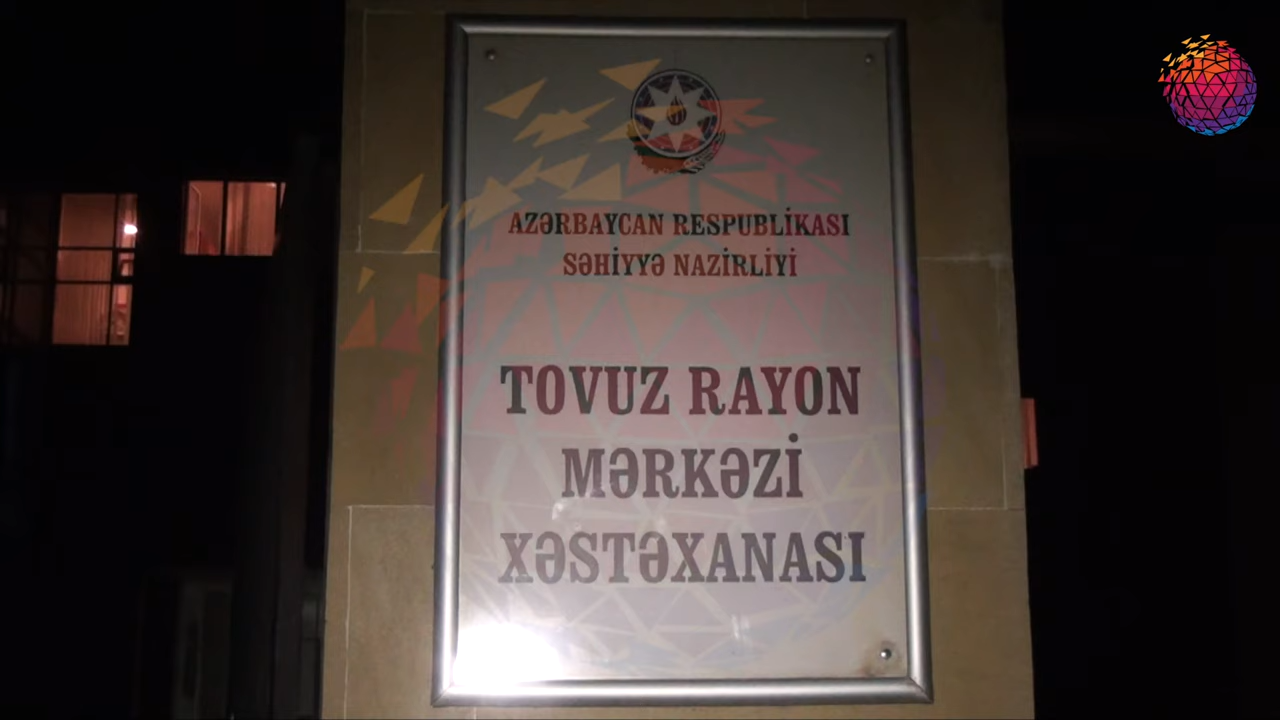 AZƏRBAYCAN RESPUBLİKASI
SƏHİYYƏ NAZİRLİYİ
TOVUZ RAYON
MƏRKƏZİ
XƏSTƏXANASI